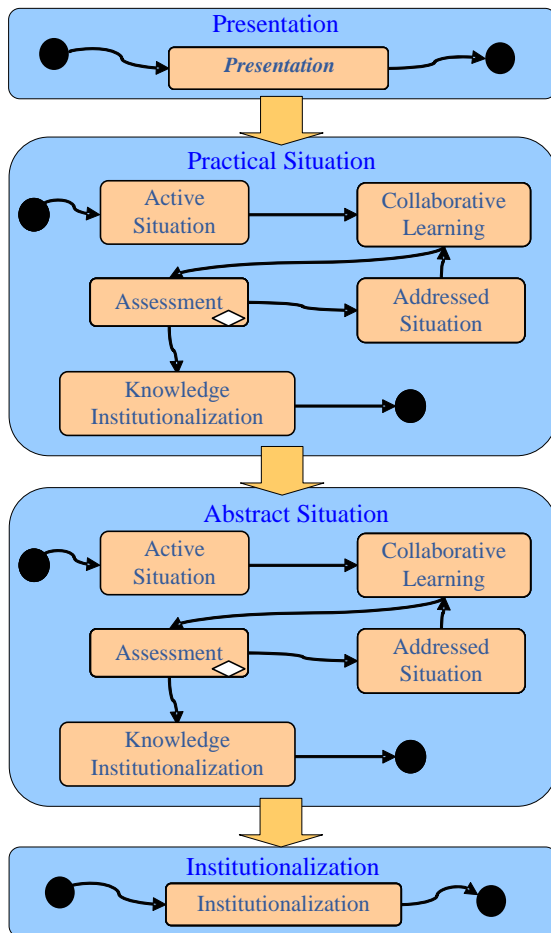 Presentation
Presentation
Practical Situation
Active
Situation
Collaborative
Learning
Assessment
Addressed
Situation
Knowledge
Institutionalization
Abstract Situation
Active
Situation
Collaborative
Learning
Assessment
Addressed
Situation
Knowledge
Institutionalization
Institutionalization
Institutionalization